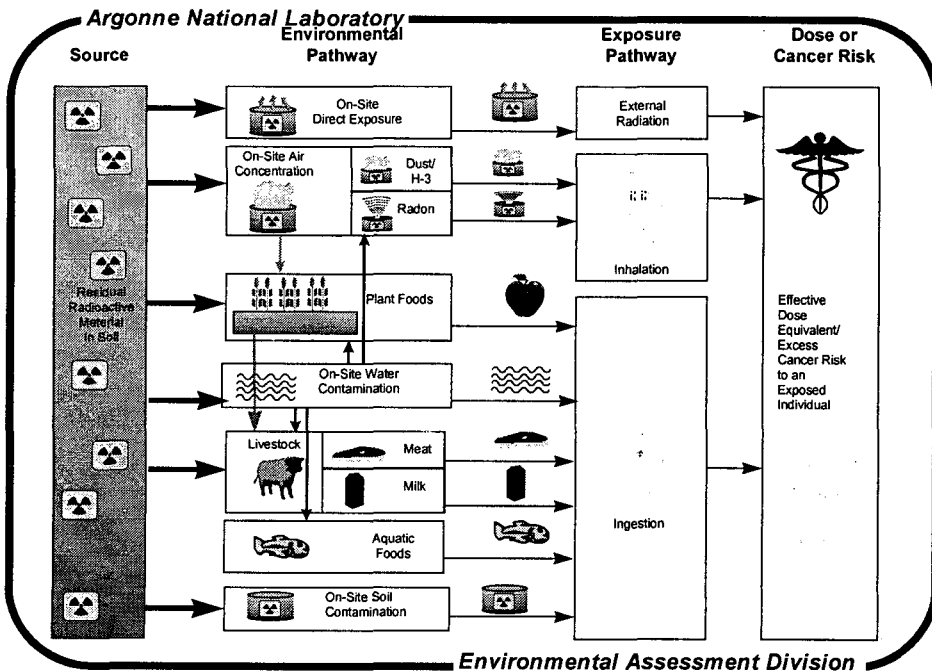 Argonne National Laboratory
Source
Environmental
Pathway
Exposure
Pathway
Dose or
Cancer Risk
On-Site
Direct Exposure
External
Radiation
On-Site Air
Concentration
Dust/
H-3
Radon
Inhalation
Residual
Radioactive
Material
in Soil
Plant Foods
On-Site Water
Contamination
Livestock
Meat
Milk
Aquatic
Foods
On-Site Soil
Contamination
Ingestion
Effective
Dose
Equivalent/
Excess
Cancer Risk
to an
Exposed
Individual
Environmental Assessment Division